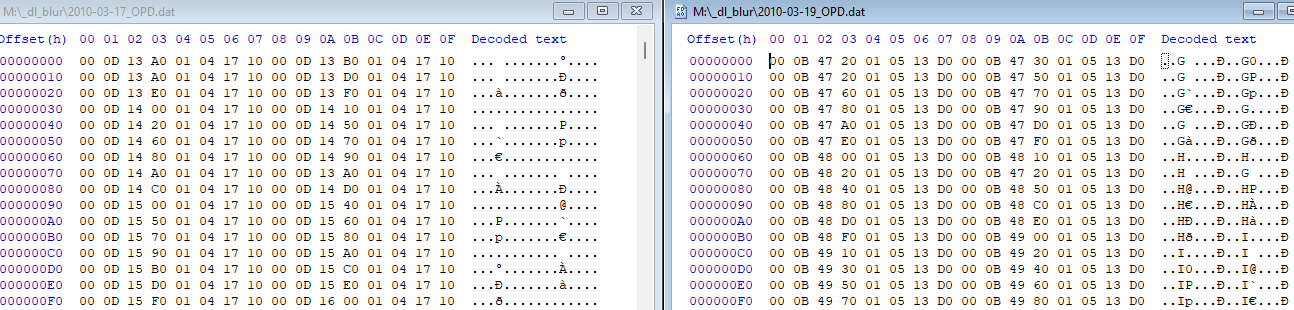 M:\_dl_blur\2010-03-17_OPD.dat
Offset(h) 00 01 02 03 04 05 06 07 08 09 0A 0B 0C 0D 0E 0F Decoded text
00000000 00 0D 13 A0 01 04 17 10 00 0D 13 B0 01 04 17 10 ... .......°....
00000010 00 0D 13 A0 01 04 17 10 00 0D 13 D0 01 04 17 10 ... .......Ð....
00000020 00 0D 13 E0 01 04 17 10 00 0D 13 F0 01 04 17 10 ...à.......ð....
00000030 00 0D 14 00 01 04 17 10 00 0D 14 10 01 04 17 10 ................
00000040 00 0D 14 20 01 04 17 10 00 0D 14 50 01 04 17 10 ... .......P....
00000050 00 0D 14 60 01 04 17 10 00 0D 14 70 01 04 17 10 ...`.......p....
00000060 00 0D 14 80 01 04 17 10 00 0D 14 90 01 04 17 10 ...€............
00000070 00 0D 14 A0 01 04 17 10 00 0D 13 A0 01 04 17 10 ... ....... ....
00000080 00 0D 14 C0 01 04 17 10 00 0D 14 D0 01 04 17 10 ...À.......Ð....
00000090 00 0D 15 00 01 04 17 10 00 0D 15 40 01 04 17 10 ...........@....
000000A0 00 0D 15 50 01 04 17 10 00 0D 15 60 01 04 17 10 ...P.......`....
000000B0 00 0D 15 70 01 04 17 10 00 0D 15 80 01 04 17 10 ...p.......€....
000000C0 00 0D 15 90 01 04 17 10 00 0D 15 A0 01 04 17 10 ........... ....
000000D0 00 0D 15 B0 01 04 17 10 00 0D 15 C0 01 04 17 10 ...°.......À....
000000E0 00 0D 15 D0 01 04 17 10 00 0D 15 E0 01 04 17 10 ...Ð.......à....
000000F0 00 0D 15 F0 01 04 17 10 00 0D 16 00 01 04 17 10 ...ð............
M:\_dl_blur\2010-03-19_OPD.dat
Offset(h) 00 01 02 03 04 05 06 07 08 09 0A 0B 0C 0D 0E 0F Decoded text
00000000 00 0B 47 20 01 05 13 D0 00 0B 47 30 01 05 13 D0 ..G ...Ð..G0...Ð
00000010 00 0B 47 20 01 05 13 D0 00 0B 47 50 01 05 13 D0 ..G ...Ð..GP...Ð
00000020 00 0B 47 60 01 05 13 D0 00 0B 47 70 01 05 13 D0 ..G`...Ð..Gp...Ð
00000030 00 0B 47 80 01 05 13 D0 00 0B 47 90 01 05 13 D0 ..G€...Ð..G....Ð
00000040 00 0B 47 A0 01 05 13 D0 00 0B 47 D0 01 05 13 D0 ..G ...Ð..GÐ...Ð
00000050 00 0B 47 E0 01 05 13 D0 00 0B 47 F0 01 05 13 D0 ..Gà...Ð..Gð...Ð
00000060 00 0B 48 00 01 05 13 D0 00 0B 48 10 01 05 13 D0 ..H....Ð..H....Ð
00000070 00 0B 48 20 01 05 13 D0 00 0B 47 20 01 05 13 D0 ..H ...Ð..G ...Ð
00000080 00 0B 48 40 01 05 13 D0 00 0B 48 50 01 05 13 D0 ..H@...Ð..HP...Ð
00000090 00 0B 48 80 01 05 13 D0 00 0B 48 C0 01 05 13 D0 ..H€...Ð..HÀ...Ð
000000A0 00 0B 48 D0 01 05 13 D0 00 0B 48 E0 01 05 13 D0 ..HÐ...Ð..Hà...Ð
000000B0 00 0B 48 F0 01 05 13 D0 00 0B 49 00 01 05 13 D0 ..Hð...Ð..I....Ð
000000C0 00 0B 49 10 01 05 13 D0 00 0B 49 20 01 05 13 D0 ..I....Ð..I ...Ð
000000D0 00 0B 49 30 01 05 13 D0 00 0B 49 40 01 05 13 D0 ..I0...Ð..I@...Ð
000000E0 00 0B 49 50 01 05 13 D0 00 0B 49 60 01 05 13 D0 ..IP...Ð..I`...Ð
000000F0 00 0B 49 70 01 05 13 D0 00 0B 49 80 01 05 13 D0 ..Ip...Ð..I€...Ð